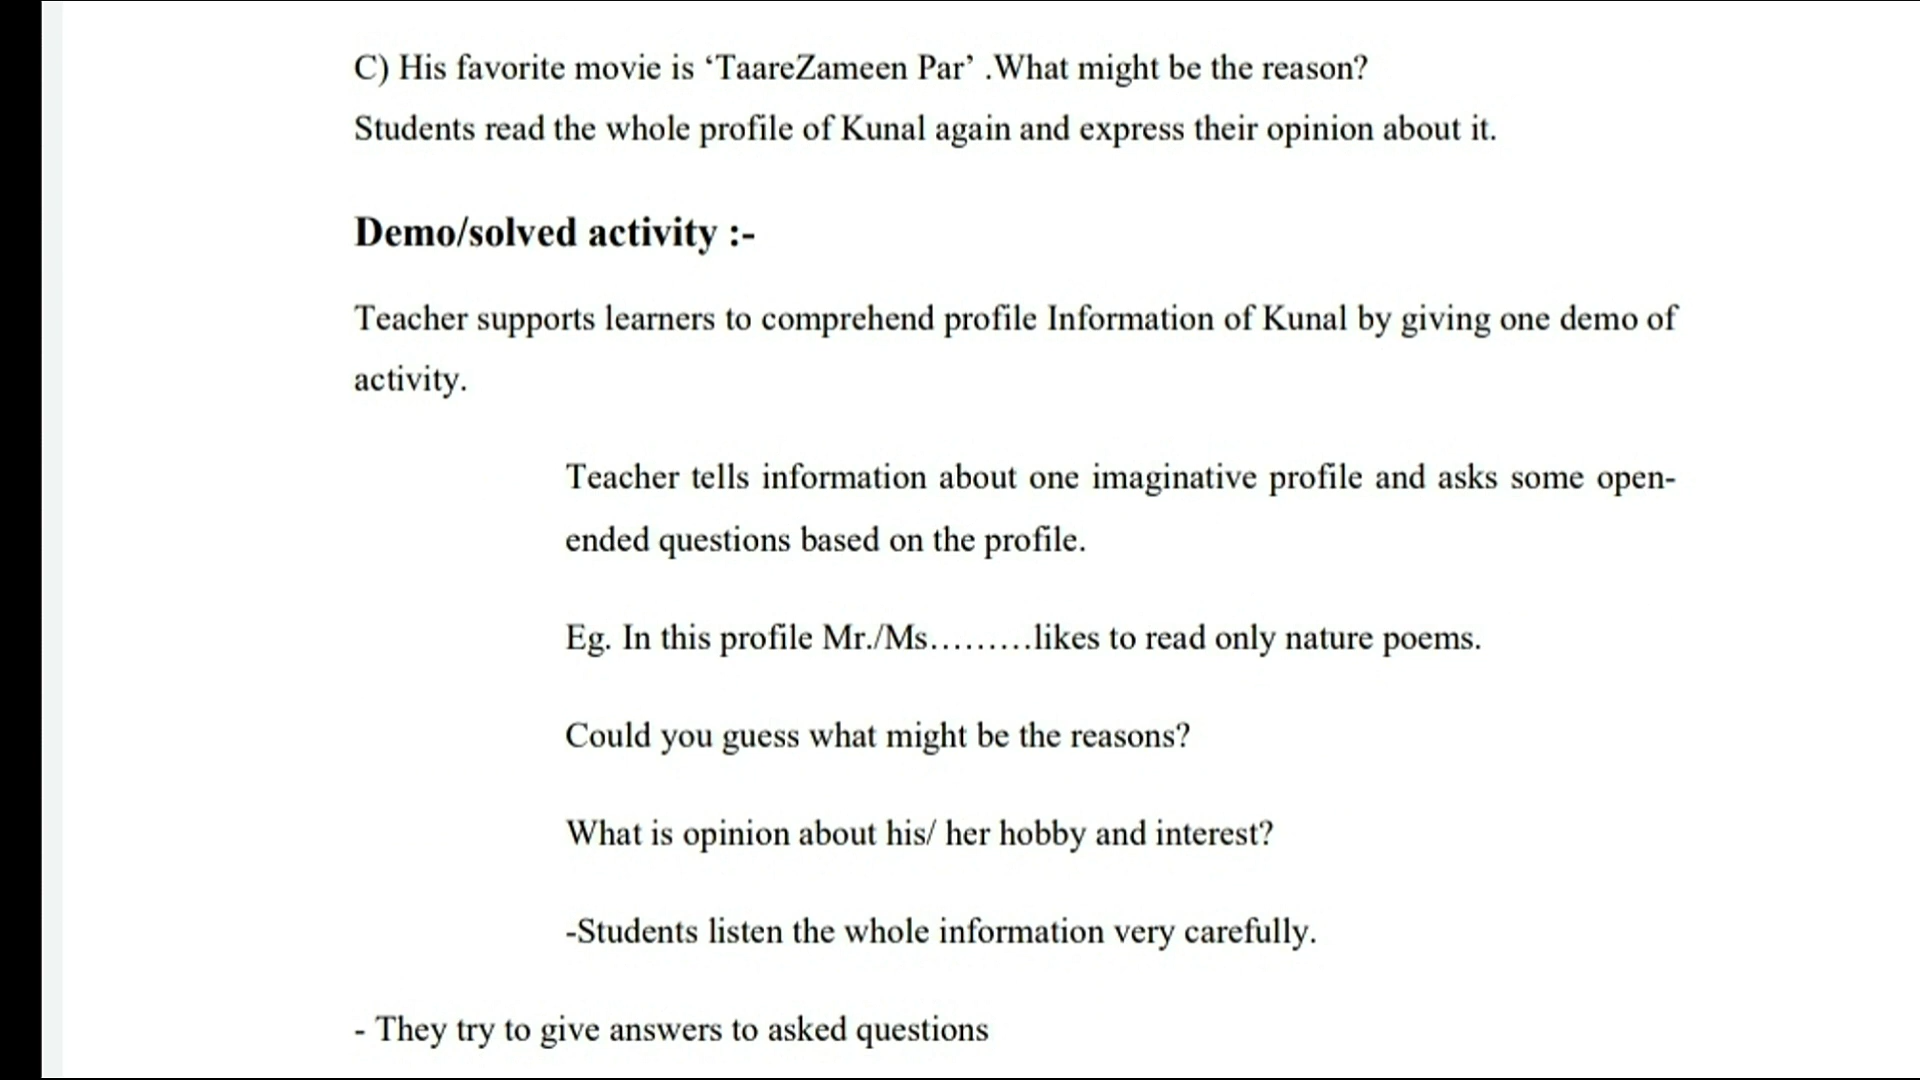 C) His favorite movie is ‘TaareZameen Par’ .What might be the reason?
Students read the whole profile of Kunal again and express their opinion about it.
Demo/solved activity :-
Teacher supports learners to comprehend profile Information of Kunal by giving one demo of
activity.
Teacher tells information about one imaginative profile and asks some open-
ended questions based on the profile.
Eg. In this profile Mr./Ms.………likes to read only nature poems.
Could you guess what might be the reasons?
What is opinion about his/ her hobby and interest?
-Students listen the whole information very carefully.
- They try to give answers to asked questions